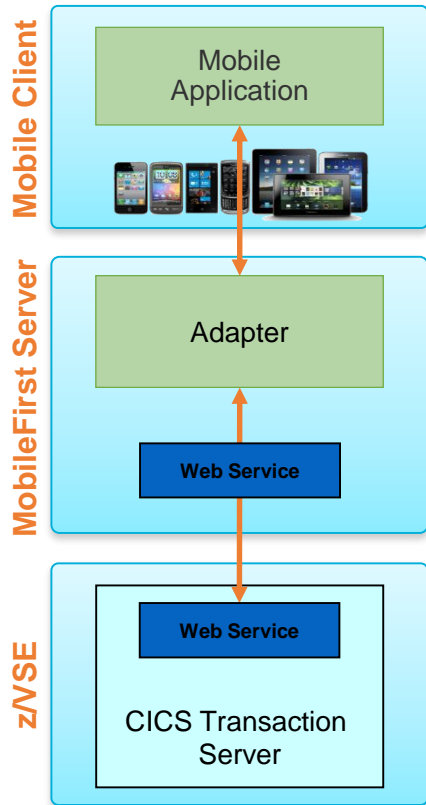 Mobile Client
Mobile
Application
MobileFirst Server
Adapter
Web Service
z/VSE
Web Service
CICS Transaction
Server